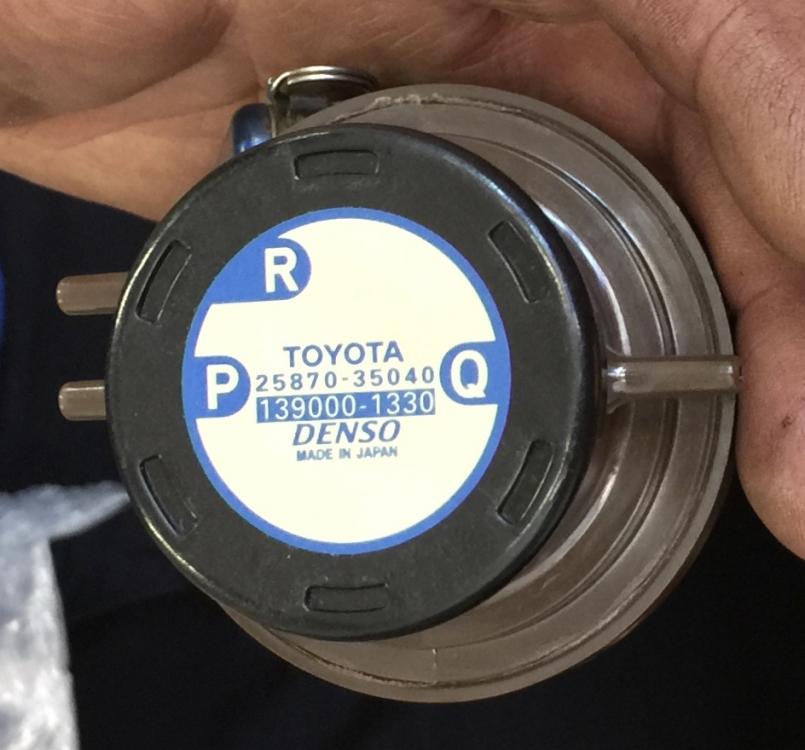 R
TOYOTA
P 25870-35040 Q
139000-1330
DENSO
MADE IN JAPAN